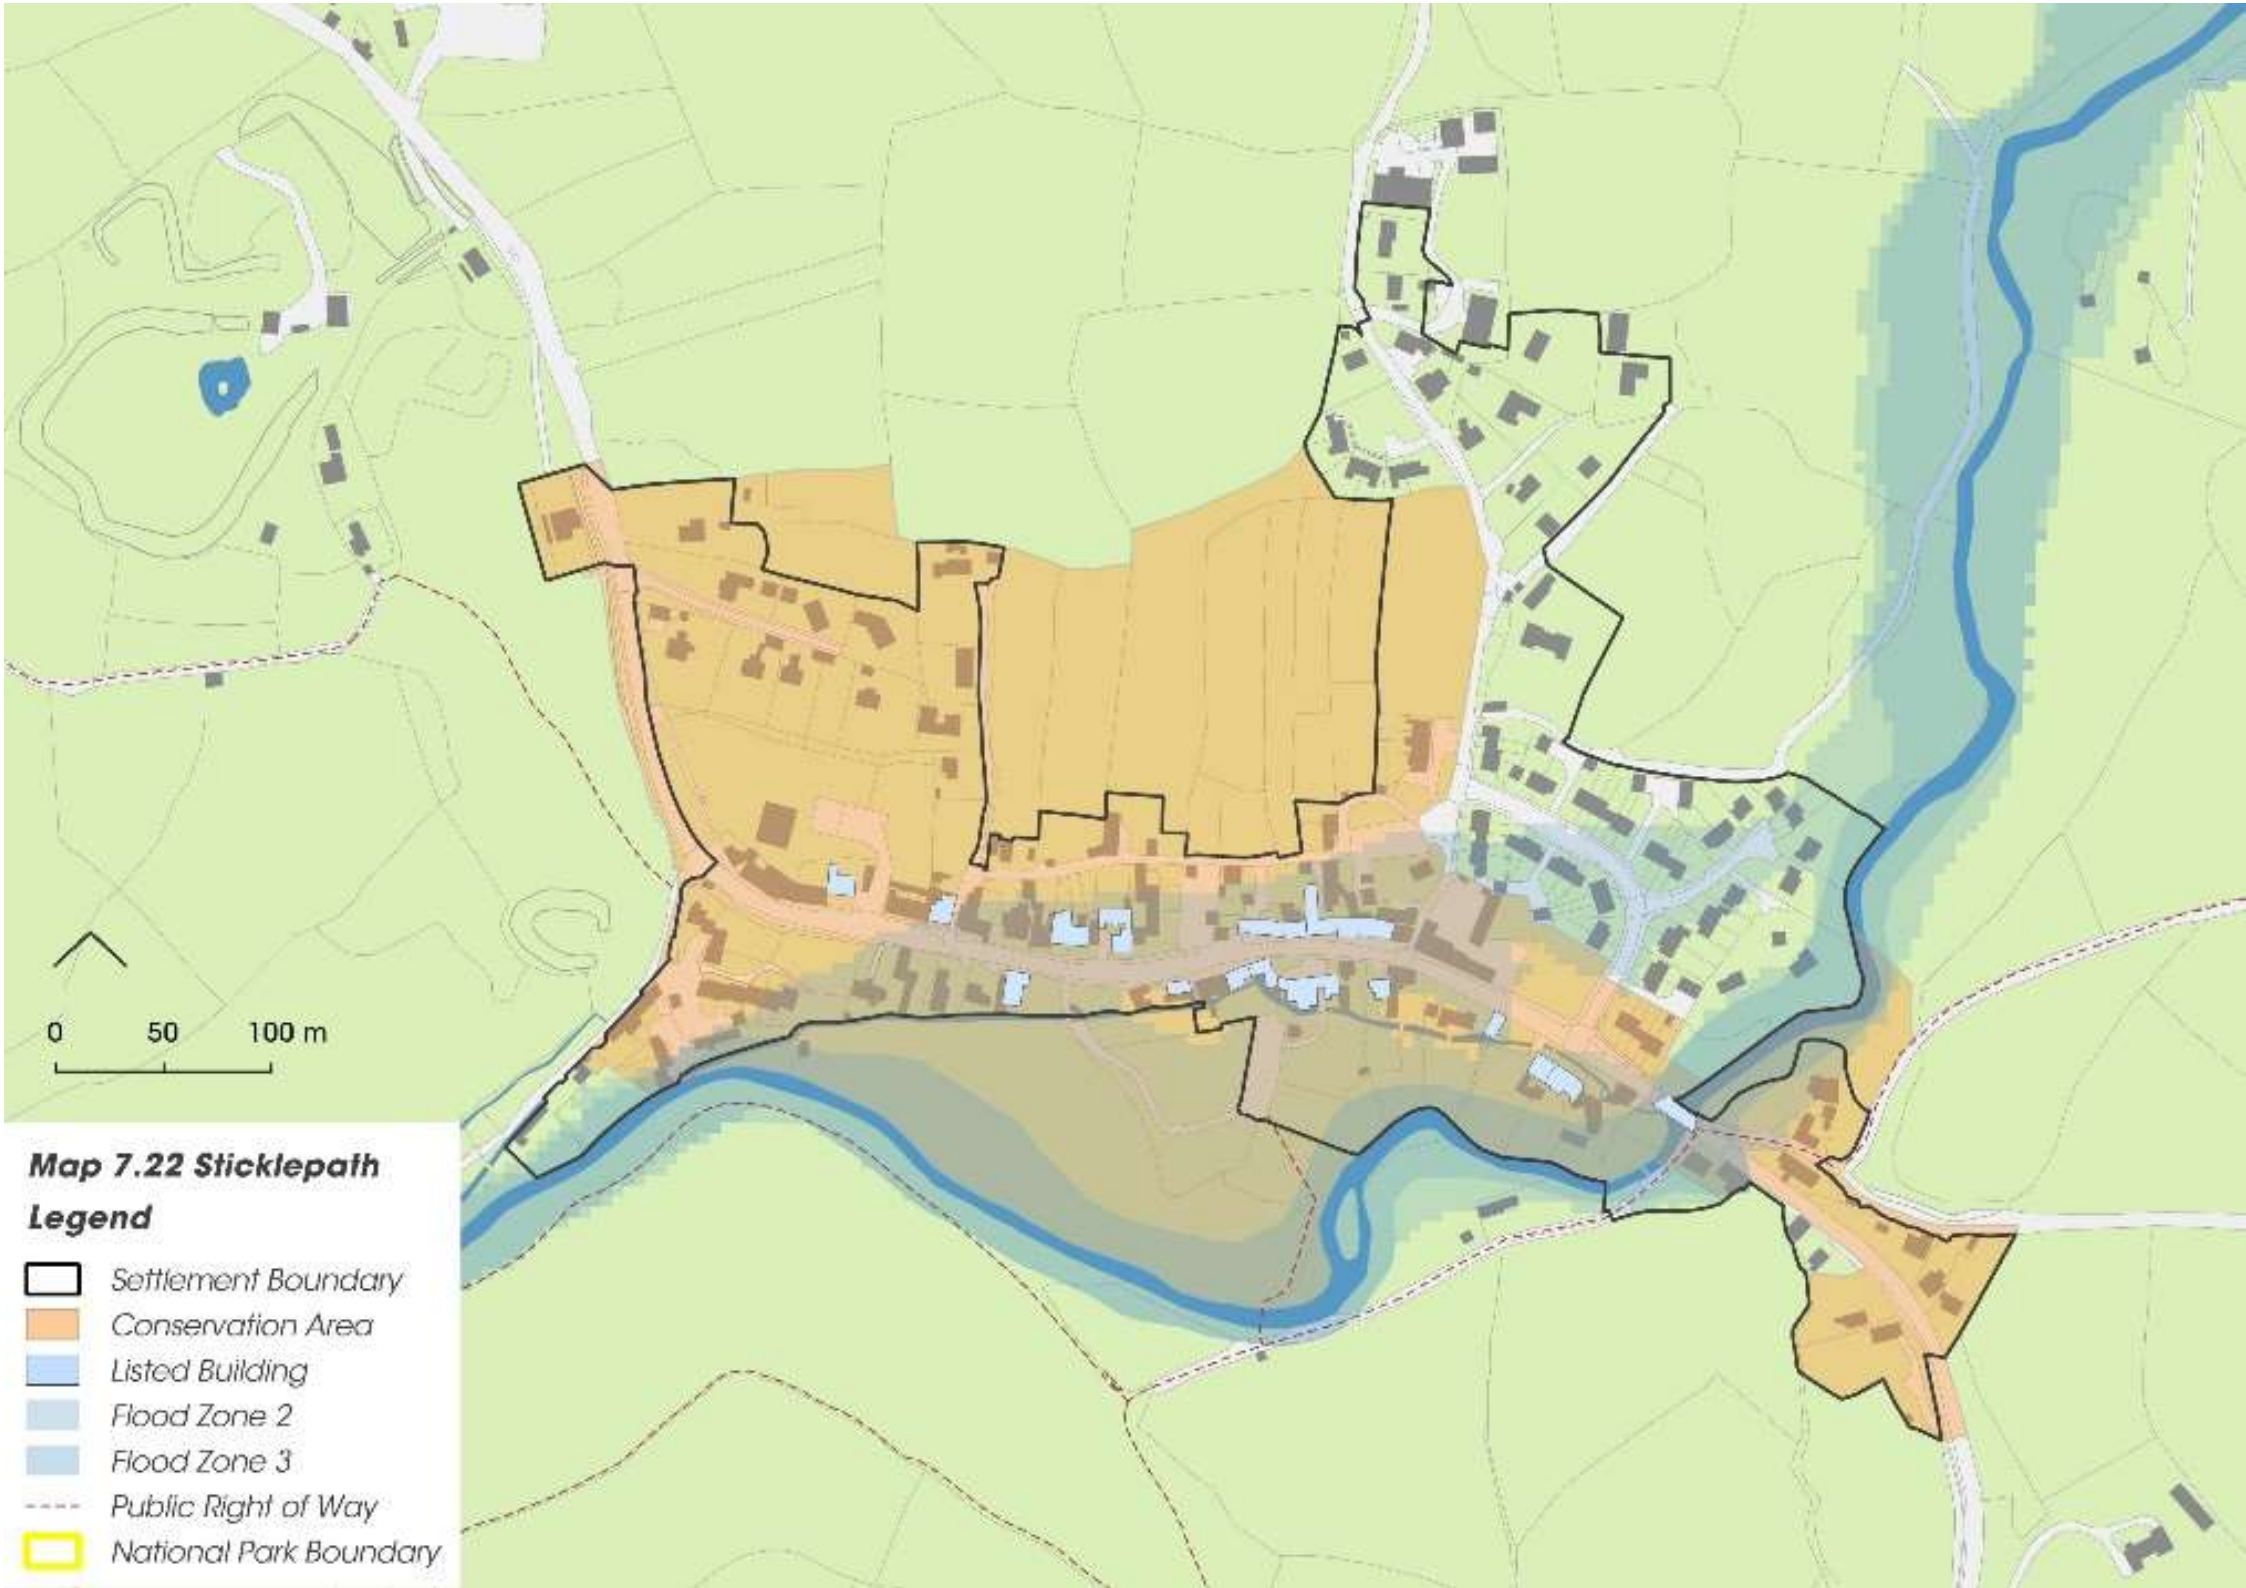 0 50 100 m
Map 7.22 Sticklepath
Legend
Settlement Boundary
Conservation Area
Listed Building
Flood Zone 2
Flood Zone 3
Public Right of Way
National Park Boundary